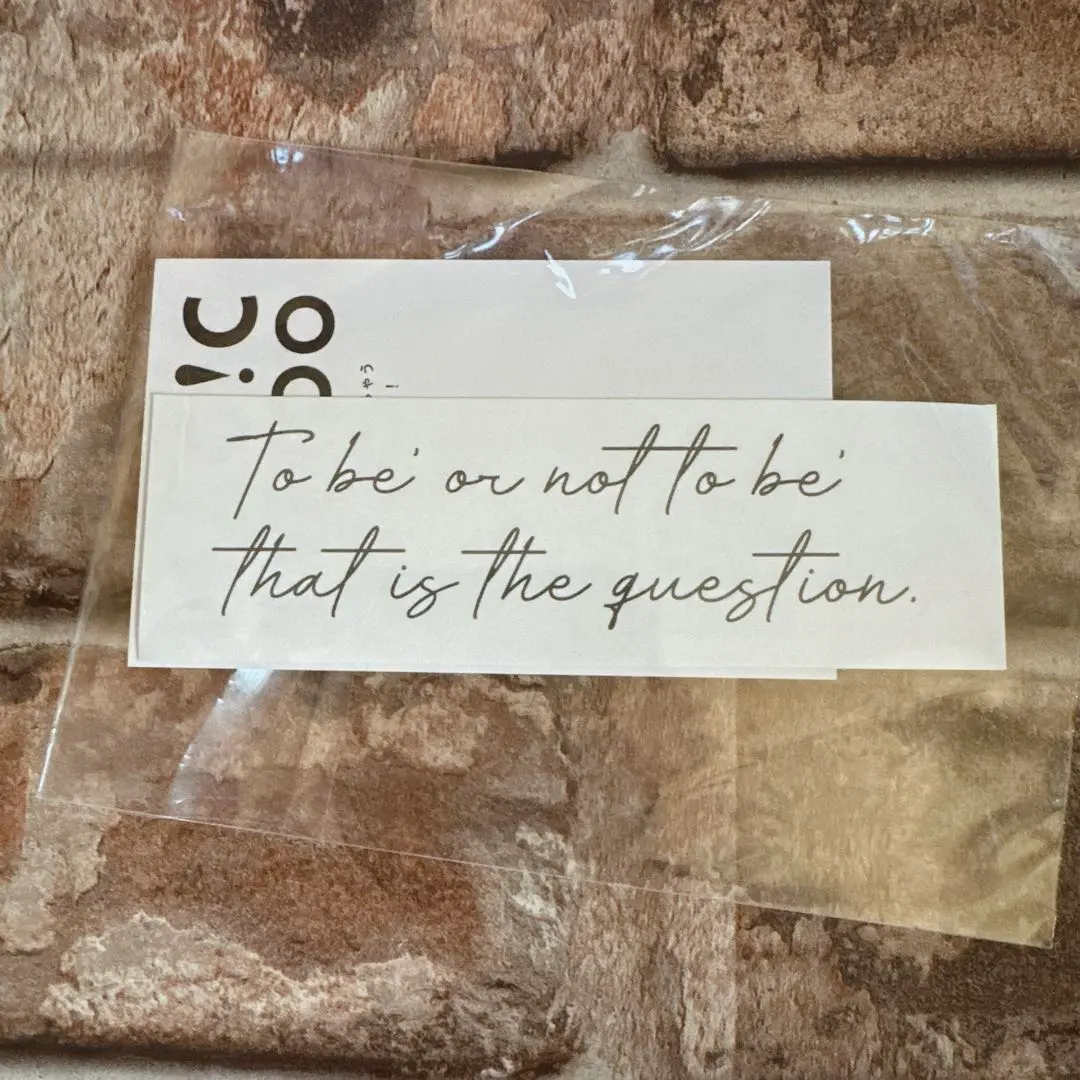 To be' or not to be'
that is the question.